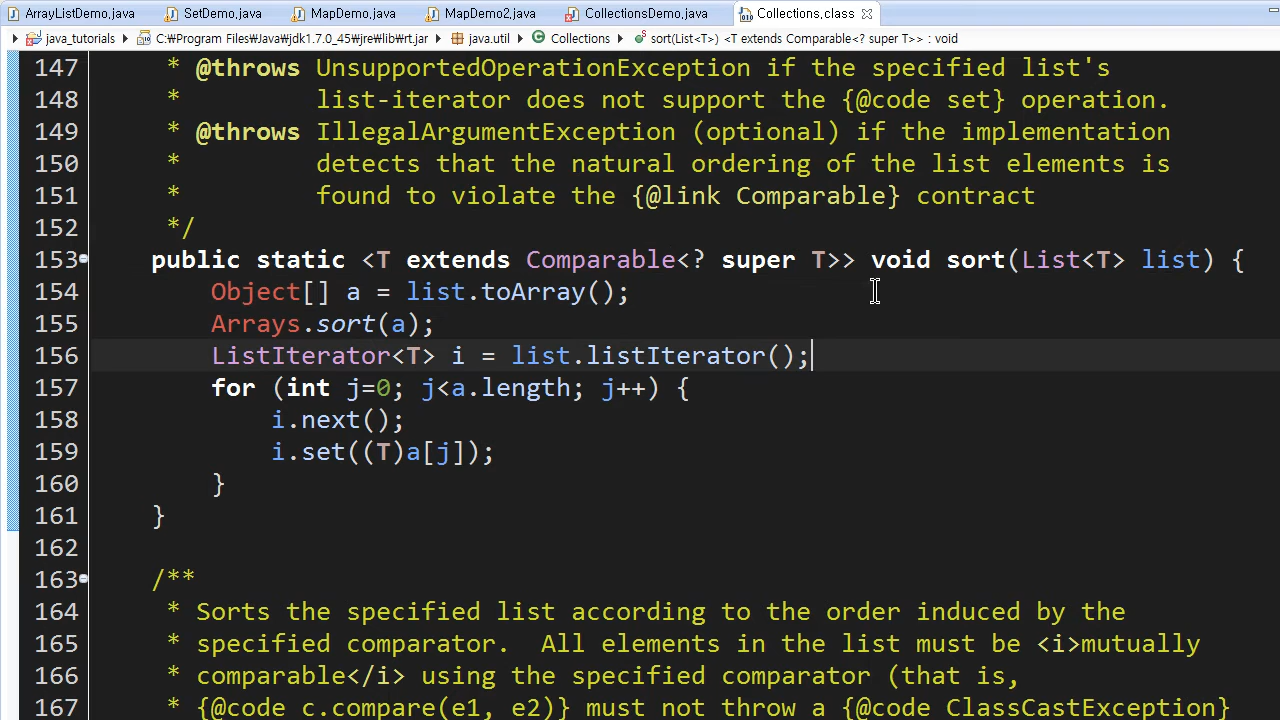 ArrayListDemo.java SetDemo.java MapDemo.java MapDemo2.java CollectionsDemo.java Collections.class
java_tutorials C:₩Program Files₩Java₩jdk1.7.0_45₩jre₩lib₩rt.jar java.util Collections sort(List<T>) <T extends Comparable<? super T>> : void
147 * @throws UnsupportedOperationException if the specified list's
148 * list-iterator does not support the {@code set} operation.
149 * @throws IllegalArgumentException (optional) if the implementation
150 * detects that the natural ordering of the list elements is
151 * found to violate the {@link Comparable} contract
152 */
153 public static <T extends Comparable<? super T>> void sort(List<T> list) {
154 Object[] a = list.toArray();
155 Arrays.sort(a);
156 ListIterator<T> i = list.listIterator();
157 for (int j=0; j<a.length; j++) {
158 i.next();
159 i.set((T)a[j]);
160 }
161 }
162
163 /**
164 * Sorts the specified list according to the order induced by the
165 * specified comparator.  All elements in the list must be <i>mutually
166 * comparable</i> using the specified comparator (that is,
167 * {@code c.compare(e1, e2)} must not throw a {@code ClassCastException}